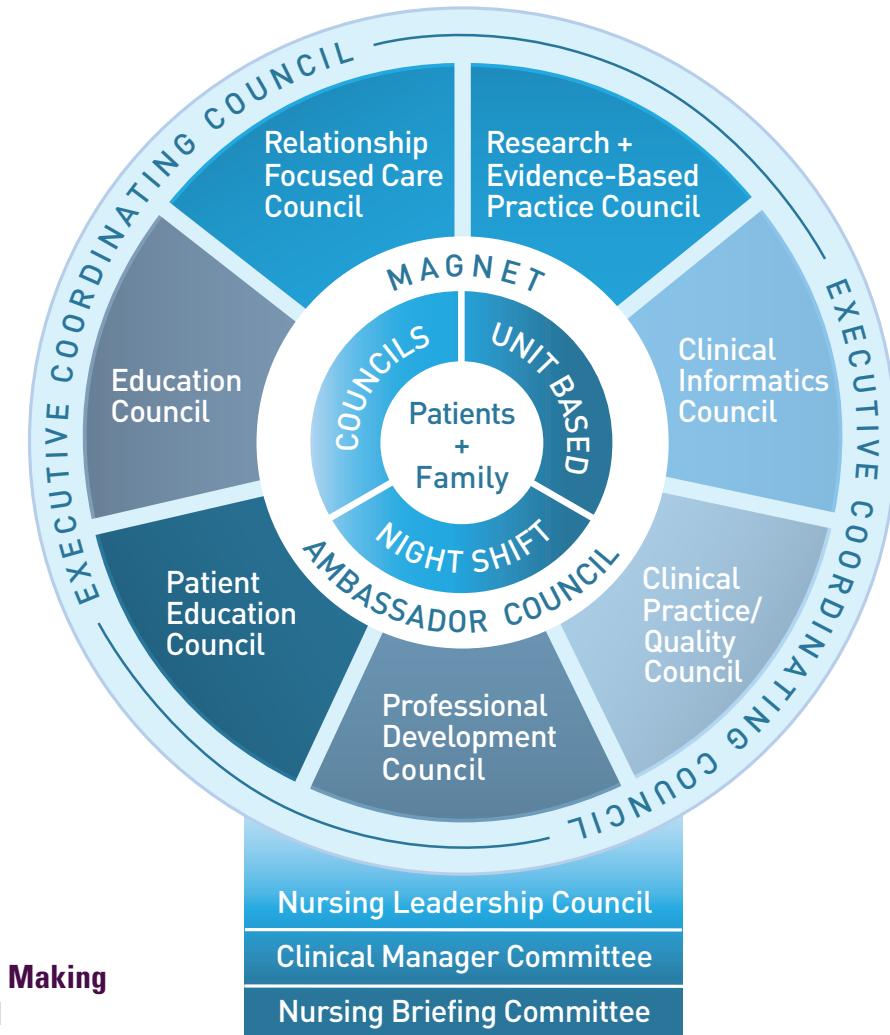 EXECUTIVE COORDINATING COUNCIL
EXECUTIVE COORDINATING COUNCIL
Relationship
Focused Care
Council
Research +
Evidence-Based
Practice Council
Education
Council
Clinical
Informatics
Council
Patient
Education
Council
Clinical
Practice/
Quality
Council
Professional
Development
Council
MAGNET
AMBASSADOR COUNCIL
COUNCILS
UNIT BASED
NIGHT SHIFT
Patients
+
Family
Nursing Leadership Council
Clinical Manager Committee
Nursing Briefing Committee
Making